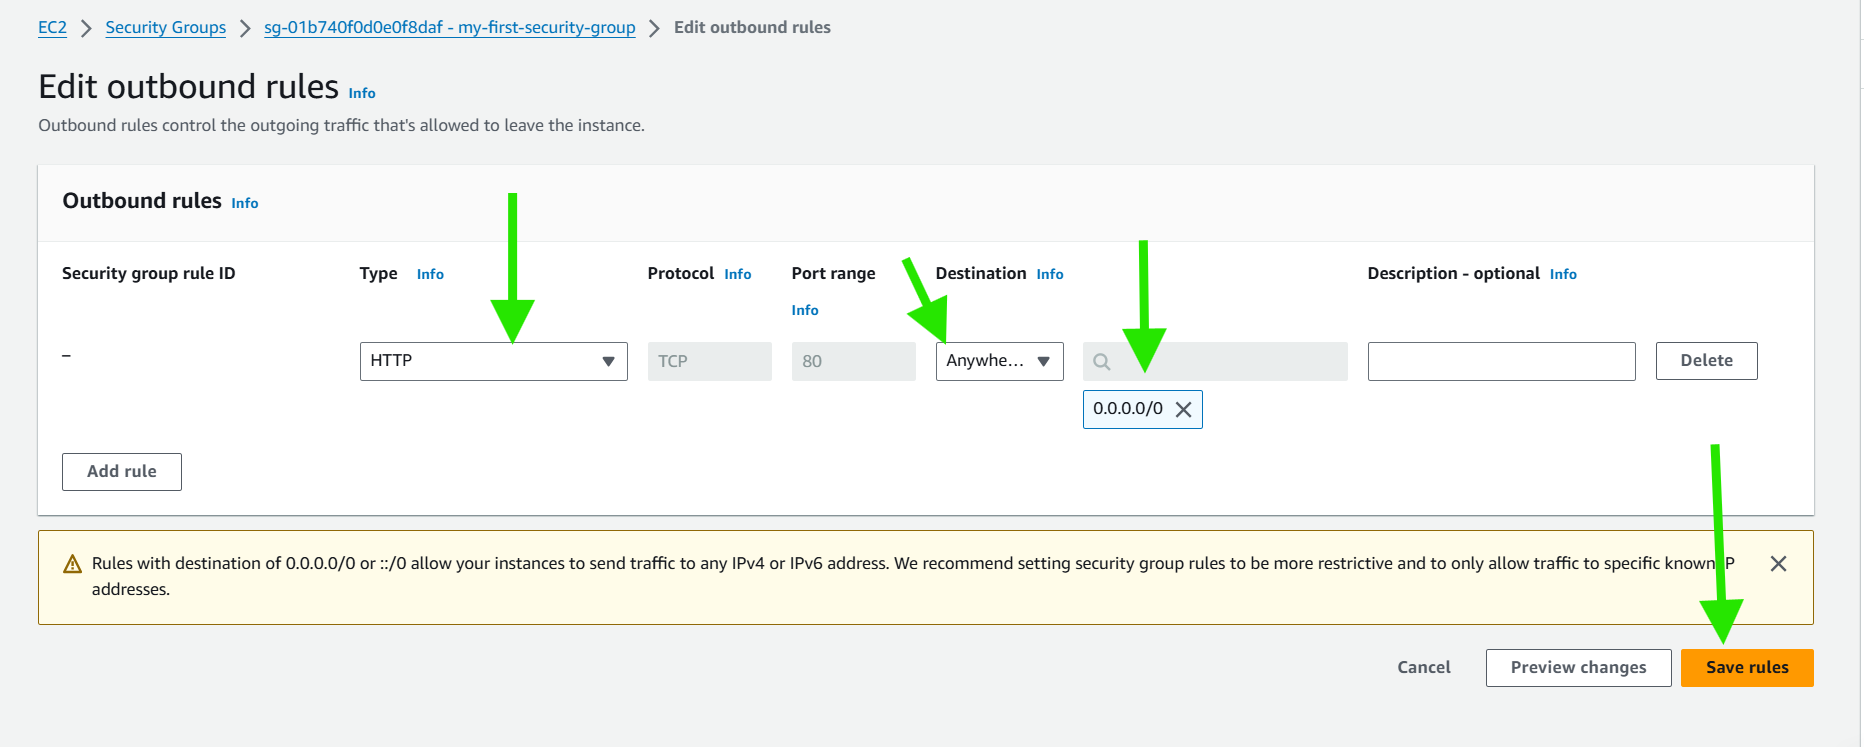 EC2 > Security Groups > sg-01b740f0d0e0f8daf - my-first-security-group > Edit outbound rules
Edit outbound rules Info
Outbound rules control the outgoing traffic that's allowed to leave the instance.
Outbound rules Info
Security group rule ID Type Info Protocol Info Port range Info Destination Info Description - optional Info
– HTTP TCP 80 Anywhe... Delete
0.0.0.0/0
Add rule
Rules with destination of 0.0.0.0/0 or ::/0 allow your instances to send traffic to any IPv4 or IPv6 address. We recommend setting security group rules to be more restrictive and to only allow traffic to specific known IP
addresses.
Cancel Preview changes Save rules